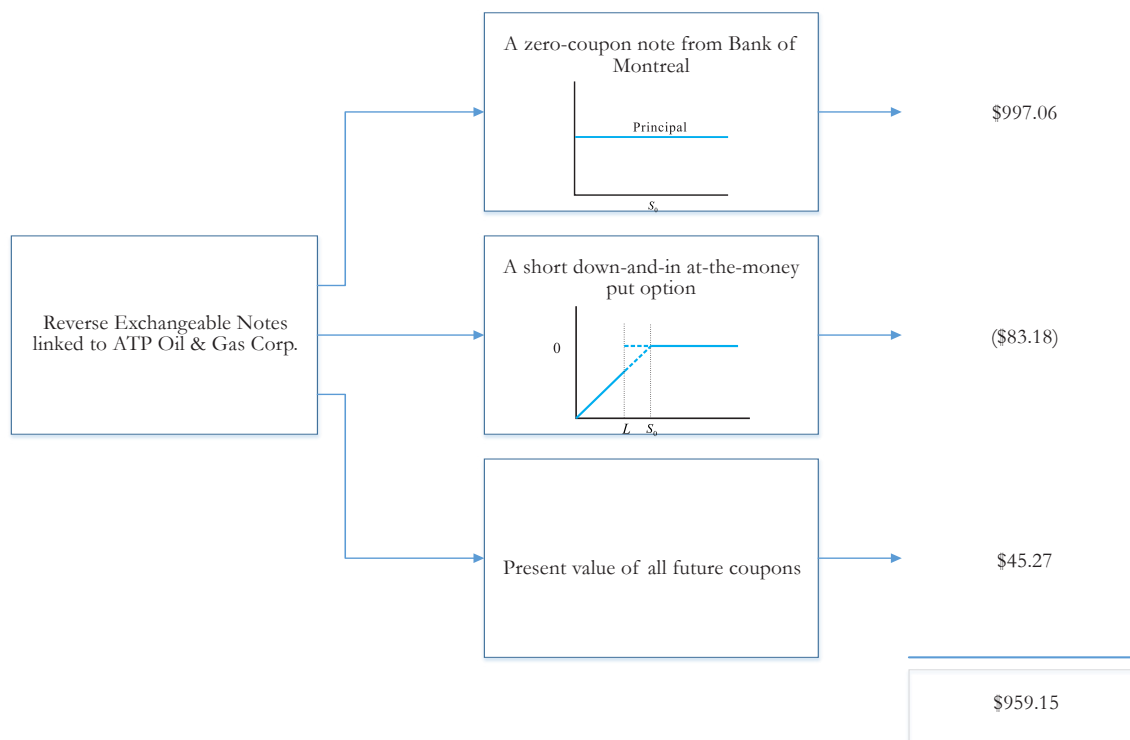 A zero-coupon note from Bank of
Montreal
Principal
S₀
$997.06
Reverse Exchangeable Notes
linked to ATP Oil & Gas Corp.
A short down-and-in at-the-money
put option
0
L S₀
($83.18)
Present value of all future coupons
$45.27
$959.15